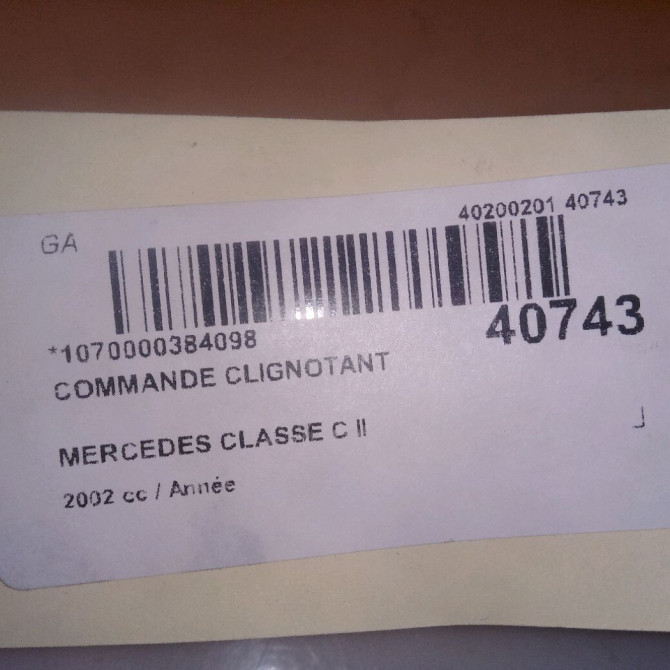 40200201 40743
GA
40743
*1070000384098
COMMANDE CLIGNOTANT
MERCEDES CLASSE C II
2002 cc / Année